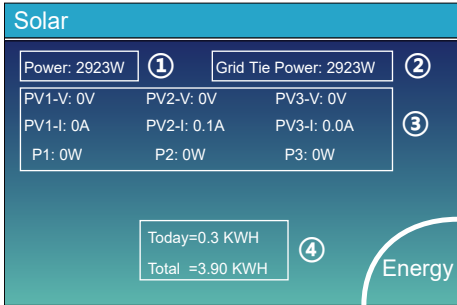 Solar
Power: 2923W ① Grid Tie Power: 2923W ②
PV1-V: 0V PV2-V: 0V PV3-V: 0V
PV1-I: 0A PV2-I: 0.1A PV3-I: 0.0A ③
P1: 0W P2: 0W P3: 0W
Today=0.3 KWH
④
Total =3.90 KWH
Energy